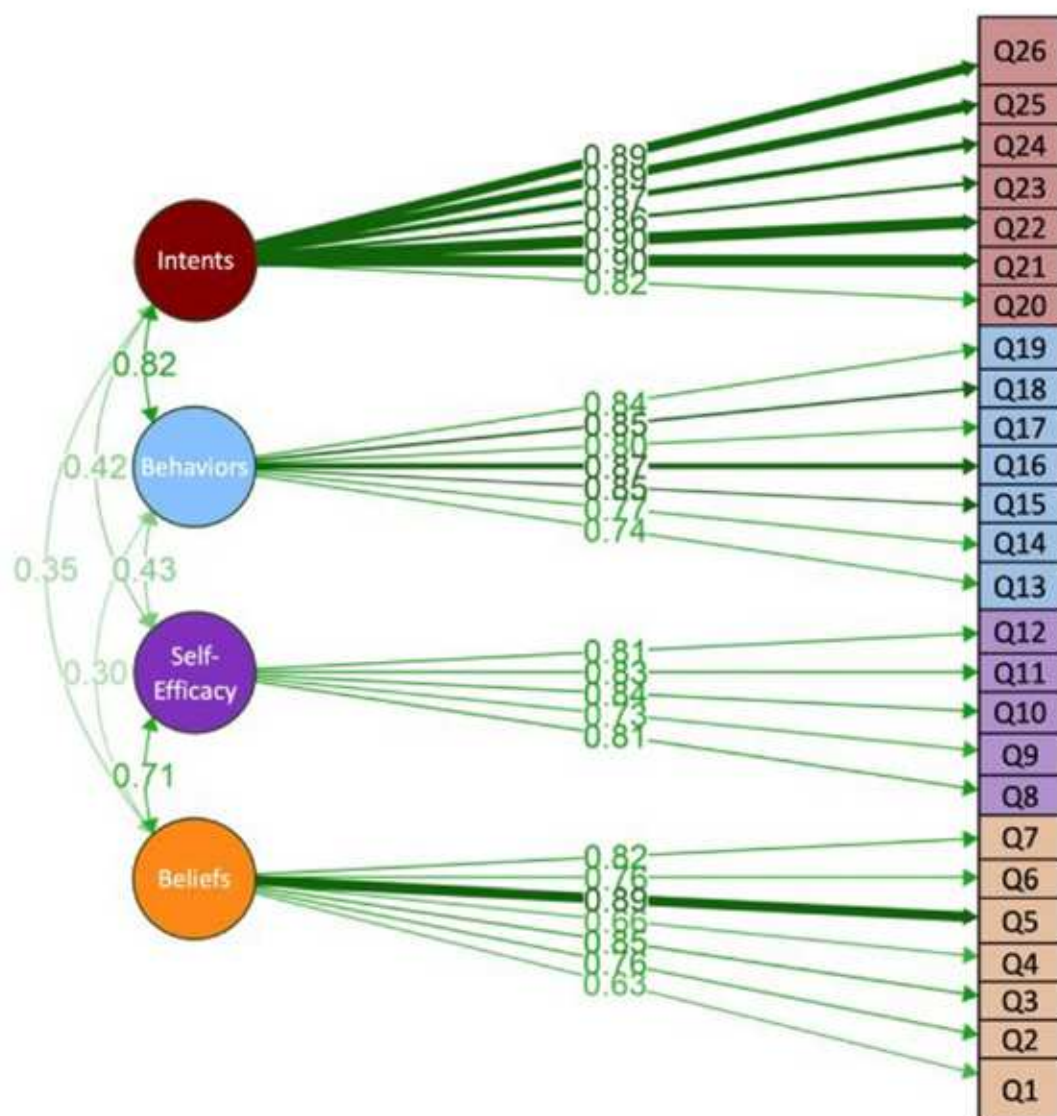 Intents
Behaviors
Self-
Efficacy
Beliefs
0.82
0.42
0.35
0.43
0.30
0.71
0.89
0.89
0.87
0.86
0.90
0.90
0.82
0.84
0.85
0.80
0.87
0.85
0.77
0.74
0.81
0.83
0.84
0.73
0.81
0.82
0.76
0.89
0.66
0.85
0.76
0.63
Q26
Q25
Q24
Q23
Q22
Q21
Q20
Q19
Q18
Q17
Q16
Q15
Q14
Q13
Q12
Q11
Q10
Q9
Q8
Q7
Q6
Q5
Q4
Q3
Q2
Q1